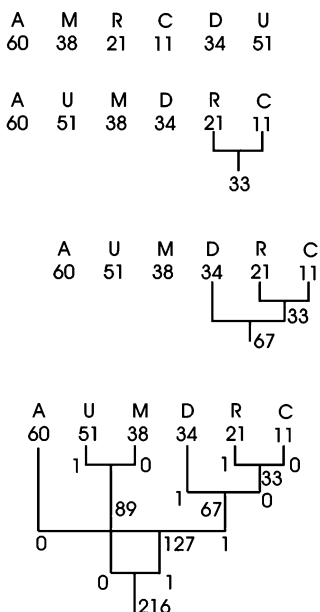 A M R C D U
60 38 21 11 34 51
A U M D R C
60 51 38 34 21 11
33
A U M D R C
60 51 38 34 21 11
33
67
A U M D R C
60 51 38 34 21 11
1 0 1 0
33
1 0
89 67
0 127 1
0 1
216